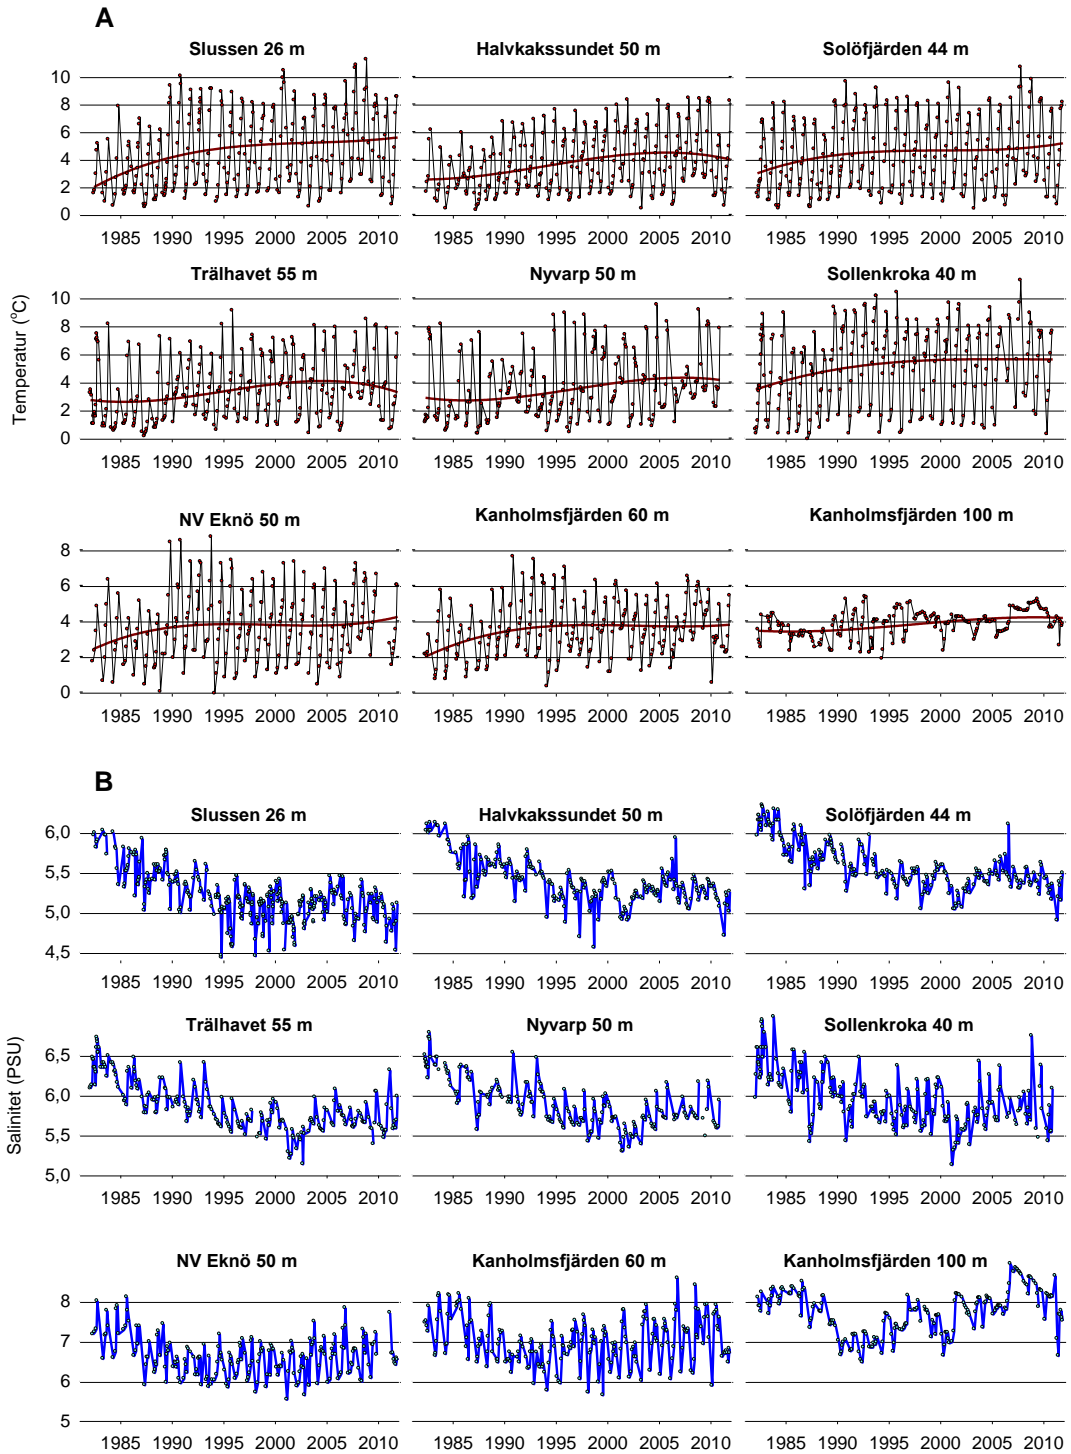 A
Slussen 26 m
Halvkakssundet 50 m
Solöfjärden 44 m
10
8
6
4
2
0
1985 1990 1995 2000 2005 2010
1985 1990 1995 2000 2005 2010
1985 1990 1995 2000 2005 2010
Temperatur (°C)
Trälhavet 55 m
Nyvarp 50 m
Sollenkroka 40 m
10
8
6
4
2
0
1985 1990 1995 2000 2005 2010
1985 1990 1995 2000 2005 2010
1985 1990 1995 2000 2005 2010
NV Eknö 50 m
Kanholmsfjärden 60 m
Kanholmsfjärden 100 m
8
6
4
2
0
1985 1990 1995 2000 2005 2010
1985 1990 1995 2000 2005 2010
1985 1990 1995 2000 2005 2010
B
Slussen 26 m
Halvkakssundet 50 m
Solöfjärden 44 m
6,0
5,5
5,0
4,5
1985 1990 1995 2000 2005 2010
1985 1990 1995 2000 2005 2010
1985 1990 1995 2000 2005 2010
Salinitet (PSU)
Trälhavet 55 m
Nyvarp 50 m
Sollenkroka 40 m
6,5
6,0
5,5
5,0
1985 1990 1995 2000 2005 2010
1985 1990 1995 2000 2005 2010
1985 1990 1995 2000 2005 2010
NV Eknö 50 m
Kanholmsfjärden 60 m
Kanholmsfjärden 100 m
8
7
6
5
1985 1990 1995 2000 2005 2010
1985 1990 1995 2000 2005 2010
1985 1990 1995 2000 2005 2010